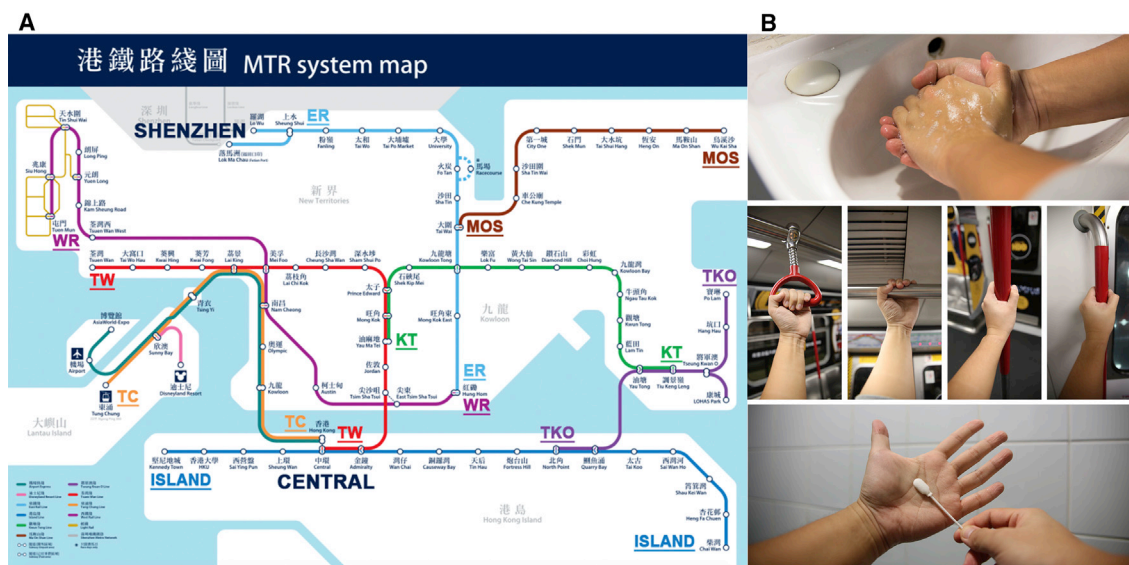 A
港鐵路綫圖 MTR system map
深圳
Shenzhen
SHENZHEN
羅湖
Lo Wu
上水
Sheung Shui
ER
落馬洲
Lok Ma Chau
粉嶺
Fanling
太和
Tai Wo
大埔墟
Tai Po Market
大學
University
火炭
Fo Tan
馬場
Racecourse
沙田
Sha Tin
大圍
Tai Wai
MOS
第一城
City One
石門
Shek Mun
大水坑
Tai Shui Hang
恆安
Heng On
馬鞍山
Ma On Shan
烏溪沙
Wu Kai Sha
MOS
沙田圍
Sha Tin Wai
車公廟
Che Kung Temple
新界
New Territories
天水圍
Tin Shui Wai
朗屏
Long Ping
兆康
Siu Hong
元朗
Yuen Long
錦上路
Kam Sheung Road
屯門
Tuen Mun
WR
荃灣西
Tsuen Wan West
荃灣
Tsuen Wan
TW
大窩口
Tai Wo Hau
葵興
Kwai Hing
葵芳
Kwai Fong
荔景
Lai King
美孚
Mei Foo
荔枝角
Lai Chi Kok
長沙灣
Cheung Sha Wan
深水埗
Sham Shui Po
太子
Prince Edward
石硤尾
Shek Kip Mei
九龍塘
Kowloon Tong
樂富
Lok Fu
黃大仙
Wong Tai Sin
鑽石山
Diamond Hill
彩虹
Choi Hung
九龍灣
Kowloon Bay
牛頭角
Ngau Tau Kok
觀塘
Kwun Tong
藍田
Lam Tin
KT
油塘
Yau Tong
調景嶺
Tiu Keng Leng
將軍澳
Tseung Kwan O
TKO
寶琳
Po Lam
坑口
Hang Hau
康城
LOHAS Park
旺角
Mong Kok
旺角東
Mong Kok East
九龍
Kowloon
油麻地
Yau Ma Tei
KT
佐敦
Jordan
尖沙咀
Tsim Sha Tsui
尖東
East Tsim Sha Tsui
紅磡
Hung Hom
ER
WR
南昌
Nam Cheong
柯士甸
Austin
奧運
Olympic
九龍
Kowloon
青衣
Tsing Yi
博覽館
AsiaWorld-Expo
機場
Airport
欣澳
Sunny Bay
迪士尼
Disneyland Resort
東涌
Tung Chung
TC
大嶼山
Lantau Island
TC
香港
Hong Kong
TW
TKO
堅尼地城
Kennedy Town
香港大學
HKU
西營盤
Sai Ying Pun
上環
Sheung Wan
中環
Central
金鐘
Admiralty
灣仔
Wan Chai
銅鑼灣
Causeway Bay
天后
Tin Hau
炮台山
Fortress Hill
北角
North Point
鰂魚涌
Quarry Bay
太古
Tai Koo
西灣河
Sai Wan Ho
筲箕灣
Shau Kei Wan
杏花邨
Heng Fa Chuen
柴灣
Chai Wan
ISLAND
CENTRAL
港島
Hong Kong Island
ISLAND
B